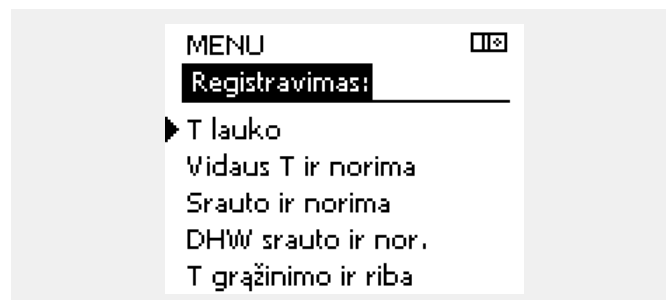 MENU
Registravimas:
T lauko
Vidaus T ir norima
Srauto ir norima
DHW srauto ir nor.
T grąžinimo ir riba